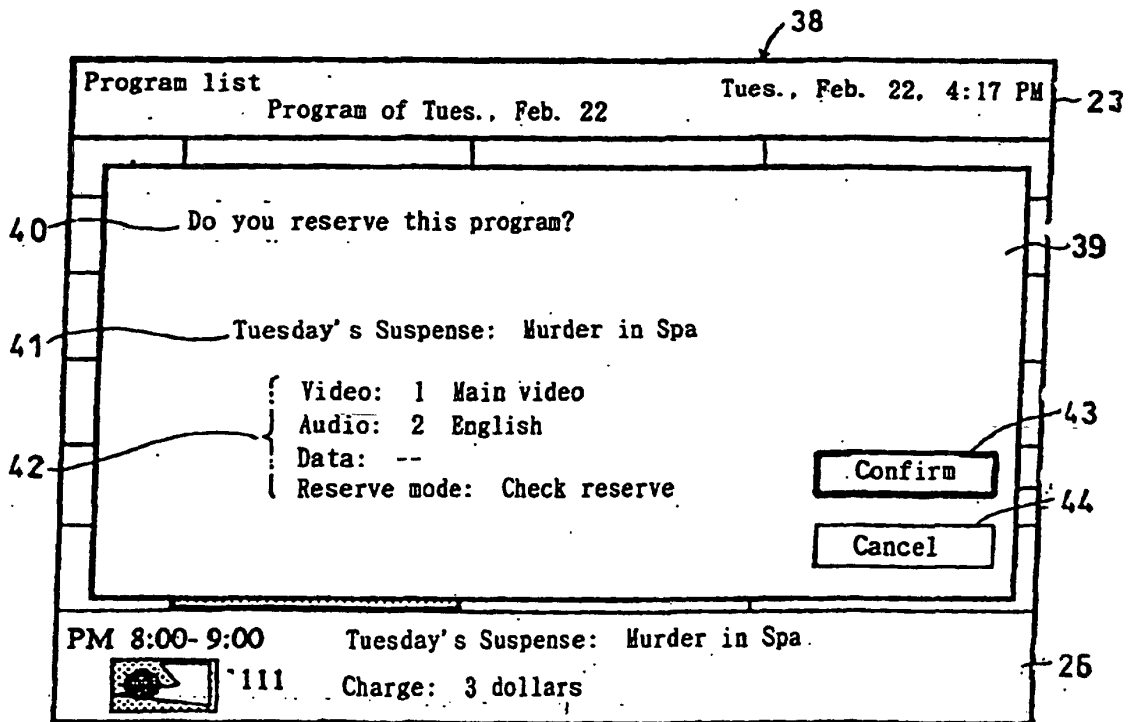 38
Program list
Tues., Feb. 22, 4:17 PM
23
Program of Tues., Feb. 22
40
Do you reserve this program?
39
41
Tuesday's Suspense: Murder in Spa
42
Video: 1 Main video
Audio: 2 English
Data: --
Reserve mode: Check reserve
43
Confirm
44
Cancel
PM 8:00-9:00 Tuesday's Suspense: Murder in Spa
26
111 Charge: 3 dollars